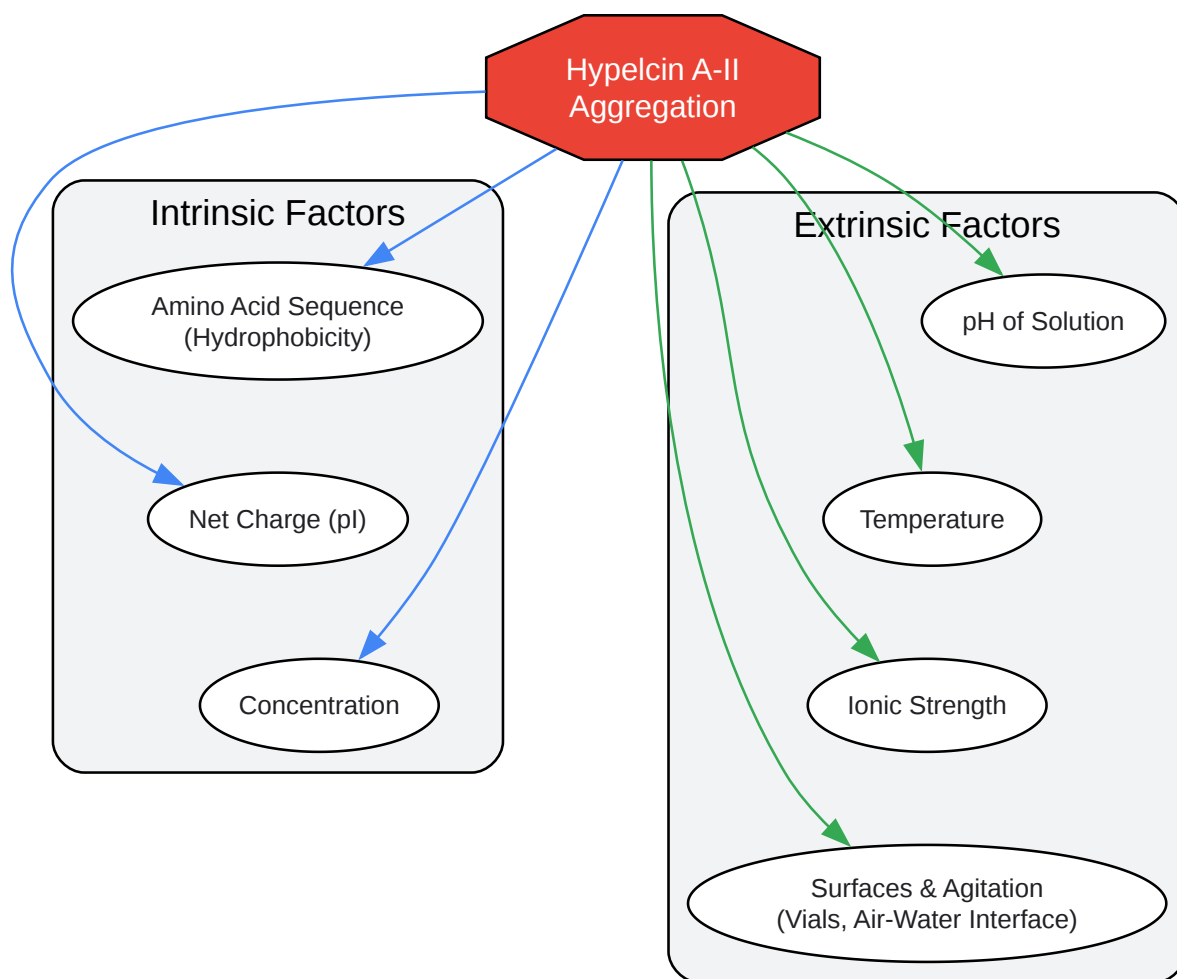 Hypelcin A-II
Aggregation
Intrinsic Factors
Amino Acid Sequence
(Hydrophobicity)
Net Charge (pI)
Concentration
Extrinsic Factors
pH of Solution
Temperature
Ionic Strength
Surfaces & Agitation
(Vials, Air-Water Interface)